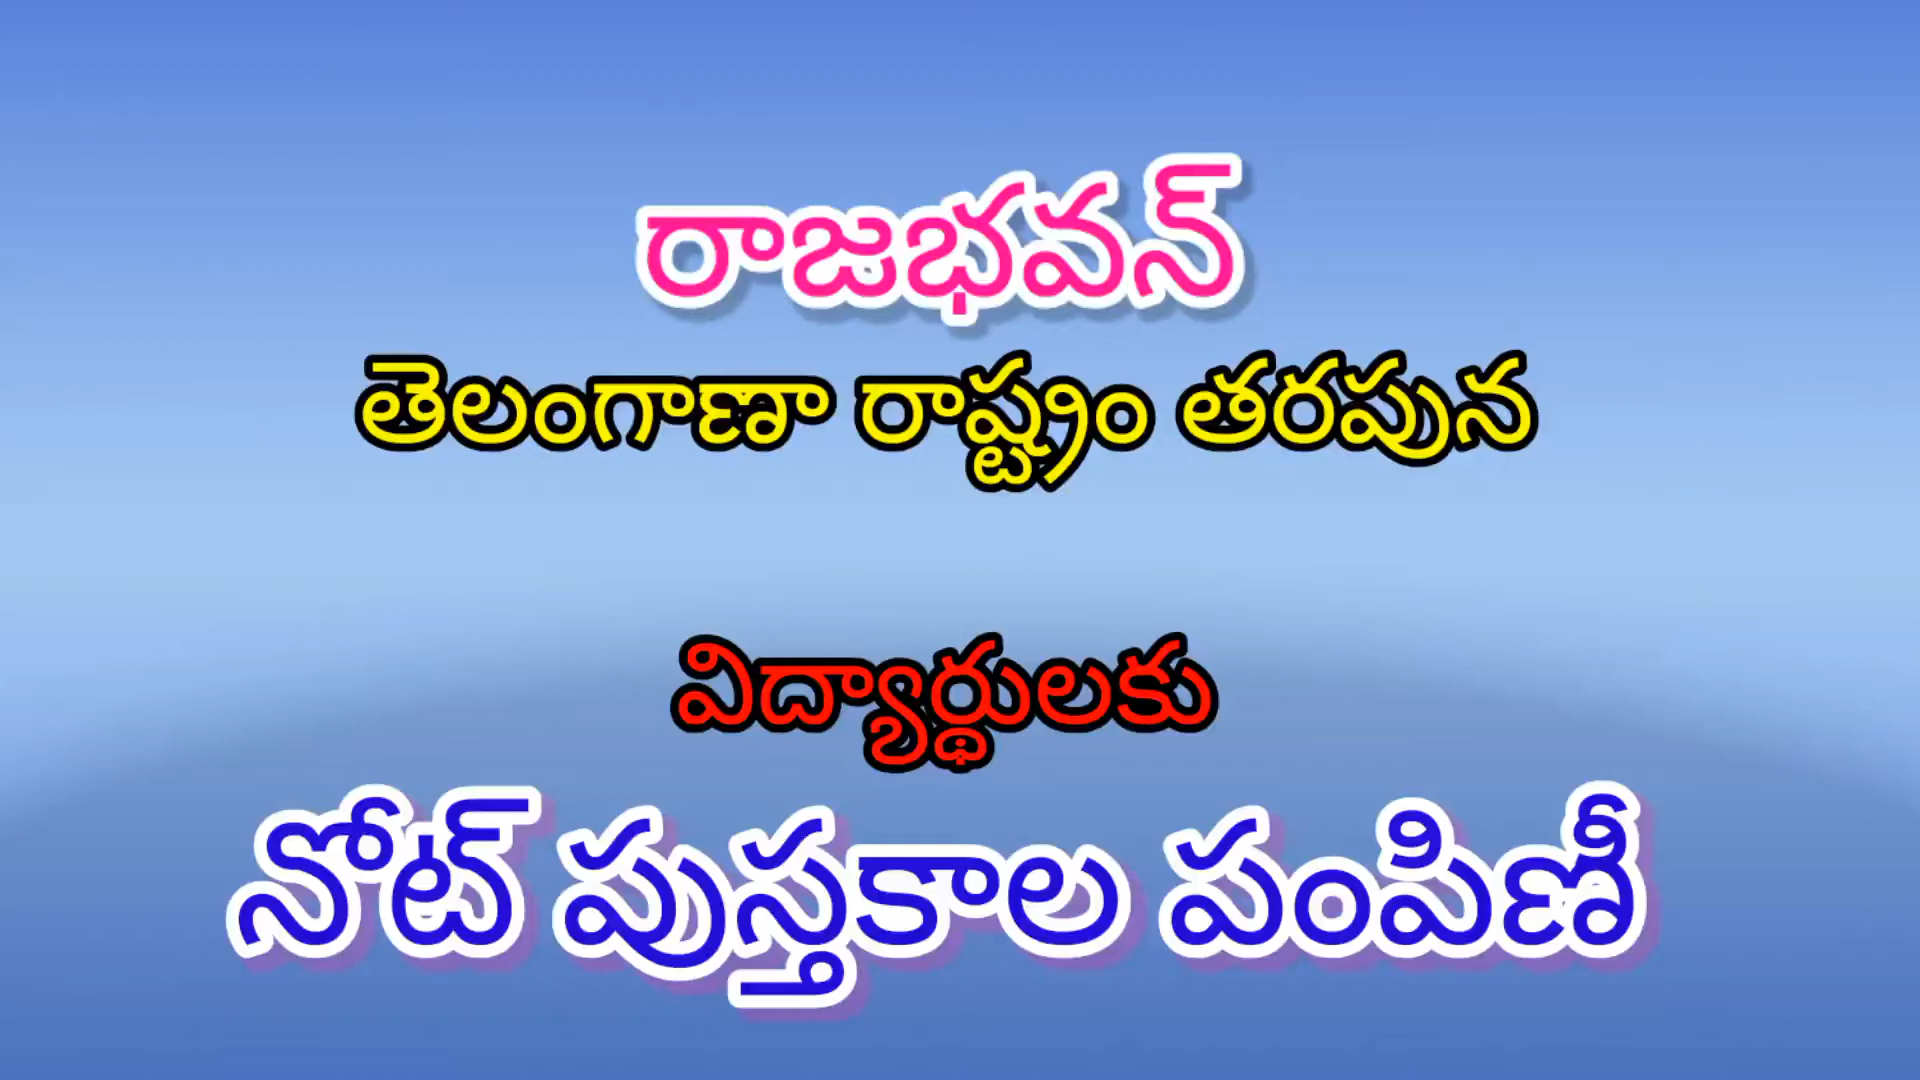 రాజభవన్
తెలంగాణా రాష్ట్రం తరపున
విద్యార్థులకు
నోట్ పుస్తకాల పంపిణీ